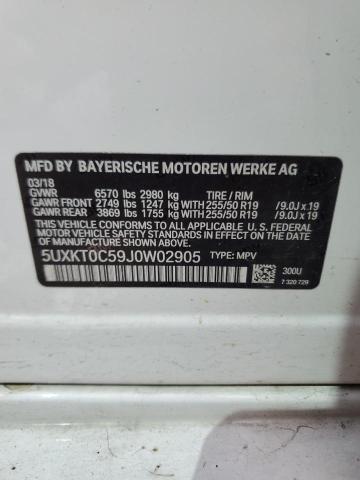 MFD BY BAYERISCHE MOTOREN WERKE AG
03/18
GVWR 6570 lbs 2980 kg TIRE / RIM
GAWR FRONT 2749 lbs 1247 kg WITH 255/50 R19 /9.0J x 19
GAWR REAR 3869 lbs 1755 kg WITH 255/50 R19 /9.0J x 19
THIS VEHICLE CONFORMS TO ALL APPLICABLE U.S. FEDERAL
MOTOR VEHICLE SAFETY STANDARDS IN EFFECT ON THE DATE
OF MANUFACTURE SHOWN ABOVE.
5UXKT0C59J0W02905 TYPE: MPV
300U
7 320 729